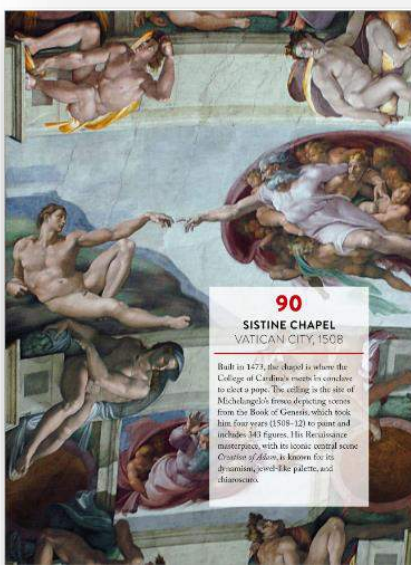 90
SISTINE CHAPEL
VATICAN CITY, 1508
Built in 1473, the chapel is where the
College of Cardinals meets in conclave
to elect a pope. The ceiling is the site of
Michelangelo's fresco depicting scenes
from the Book of Genesis, which took
him four years (1508–12) to paint and
includes 343 figures. His Renaissance
masterpiece, with its iconic central scene
Creation of Adam, is known for its
dynamism, jewel-like palette, and
chiaroscuro.